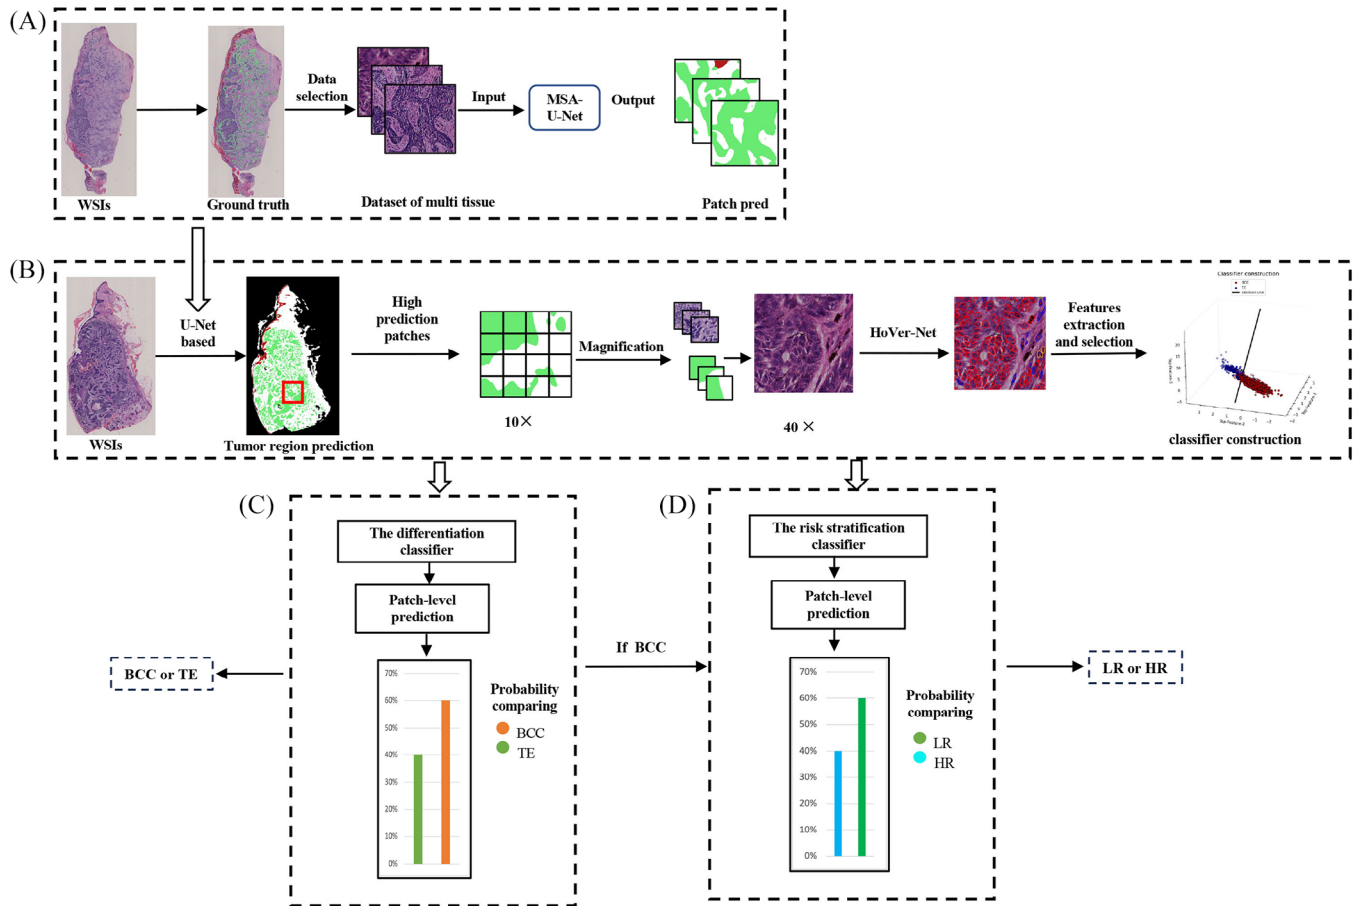 (A)
WSIs
Ground truth
Data
selection
Dataset of multi tissue
Input
MSA-
U-Net
Output
Patch pred
(B)
WSIs
U-Net
based
Tumor region prediction
High
prediction
patches
10×
Magnification
40 ×
HoVer-Net
Features
extraction
and selection
Classifier construction
BCC
TE
classifier construction
(C)
The differentiation
classifier
Patch-level
prediction
70%
60%
50%
40%
30%
20%
10%
0%
Probability
comparing
BCC
TE
BCC or TE
If BCC
(D)
The risk stratification
classifier
Patch-level
prediction
70%
60%
50%
40%
30%
20%
10%
0%
Probability
comparing
LR
HR
LR or HR